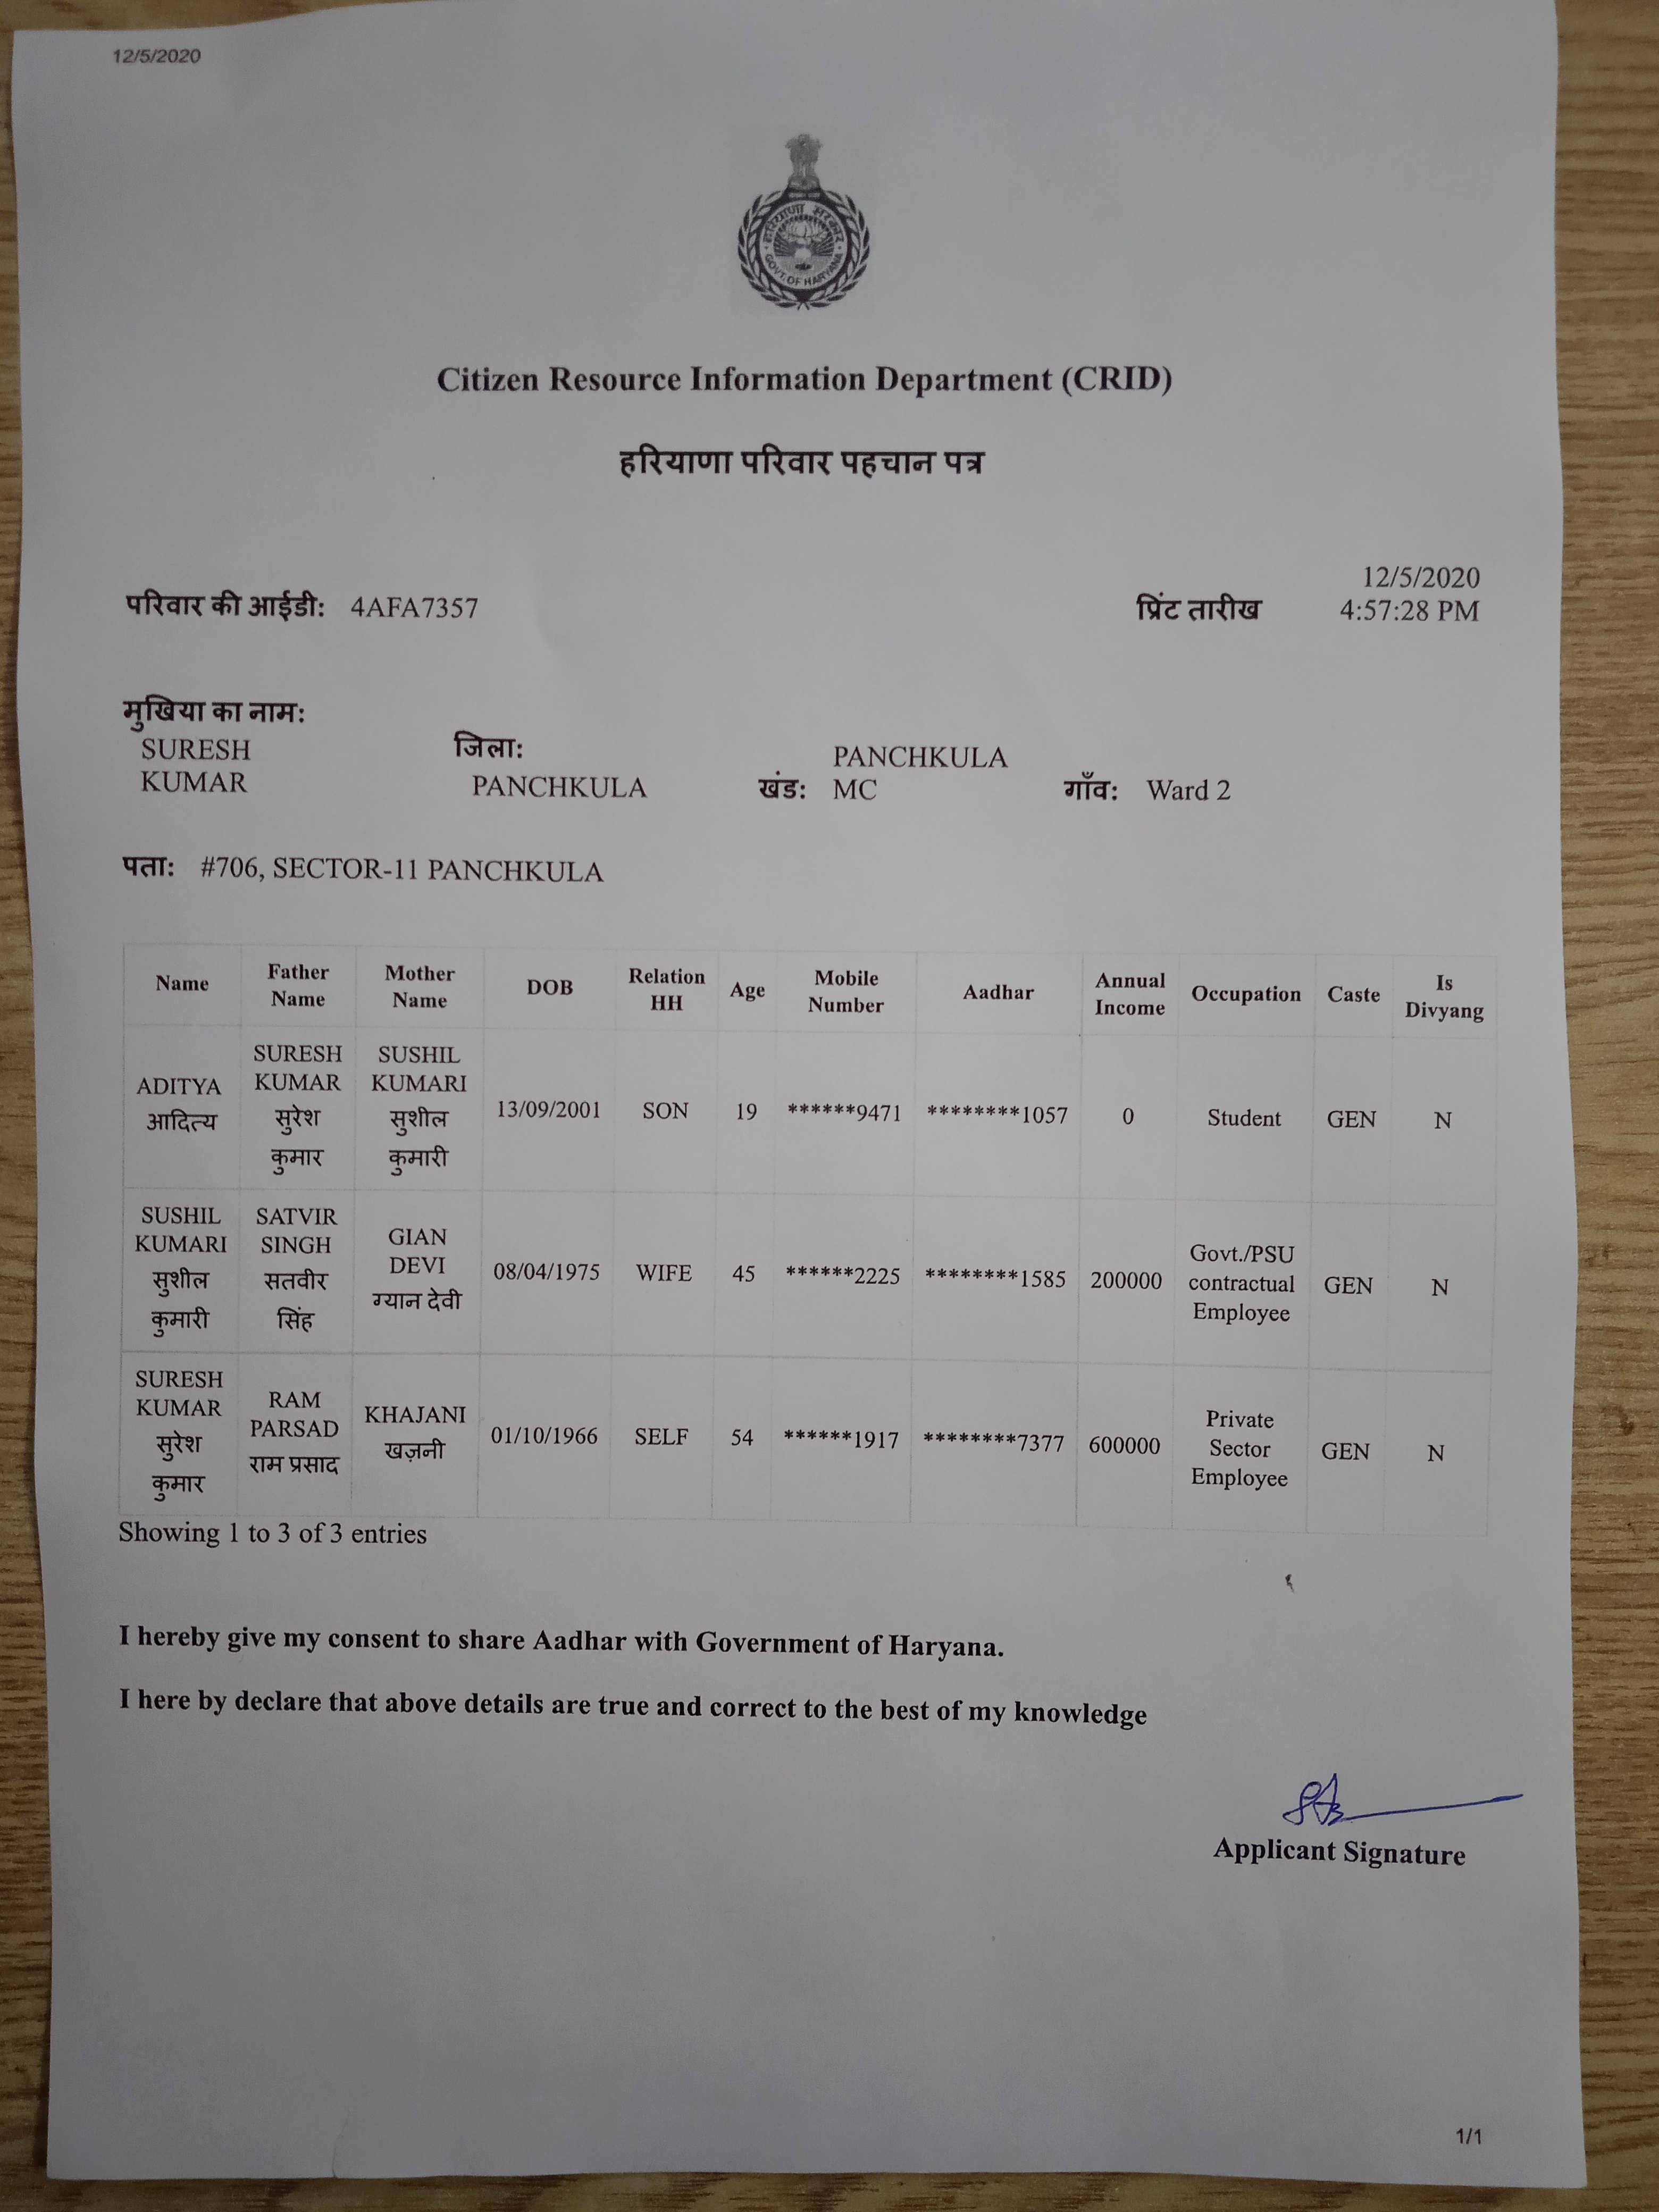 12/5/2020
हरियाणा सरकार
GOVT. OF HARYANA
Citizen Resource Information Department (CRID)
हरियाणा परिवार पहचान पत्र
परिवार की आईडी: 4AFA7357
प्रिंट तारीख 12/5/2020
4:57:28 PM
मुखिया का नाम:
SURESH
KUMAR
जिला:
PANCHKULA
खंड: PANCHKULA
MC
गाँव: Ward 2
पता: #706, SECTOR-11 PANCHKULA
Name Father Name Mother Name DOB Relation HH Age Mobile Number Aadhar Annual Income Occupation Caste Is Divyang
ADITYA आदित्य SURESH KUMAR सुरेश कुमार SUSHIL KUMARI सुशील कुमारी 13/09/2001 SON 19 ******9471 ********1057 0 Student GEN N
SUSHIL KUMARI सुशील कुमारी SATVIR SINGH सतवीर सिंह GIAN DEVI ग्यान देवी 08/04/1975 WIFE 45 ******2225 ********1585 200000 Govt./PSU contractual Employee GEN N
SURESH KUMAR सुरेश कुमार RAM PARSAD राम प्रसाद KHAJANI खज़नी 01/10/1966 SELF 54 ******1917 ********7377 600000 Private Sector Employee GEN N
Showing 1 to 3 of 3 entries
I hereby give my consent to share Aadhar with Government of Haryana.
I here by declare that above details are true and correct to the best of my knowledge
Applicant Signature
1/1